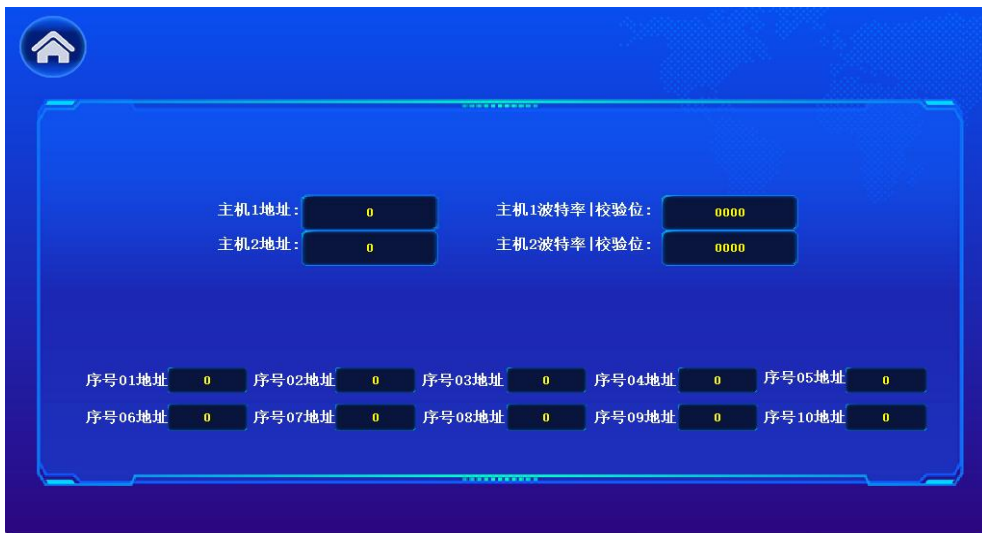 主机1地址: 0 主机1波特率|校验位: 0000
主机2地址: 0 主机2波特率|校验位: 0000
序号01地址 0 序号02地址 0 序号03地址 0 序号04地址 0 序号05地址 0
序号06地址 0 序号07地址 0 序号08地址 0 序号09地址 0 序号10地址 0